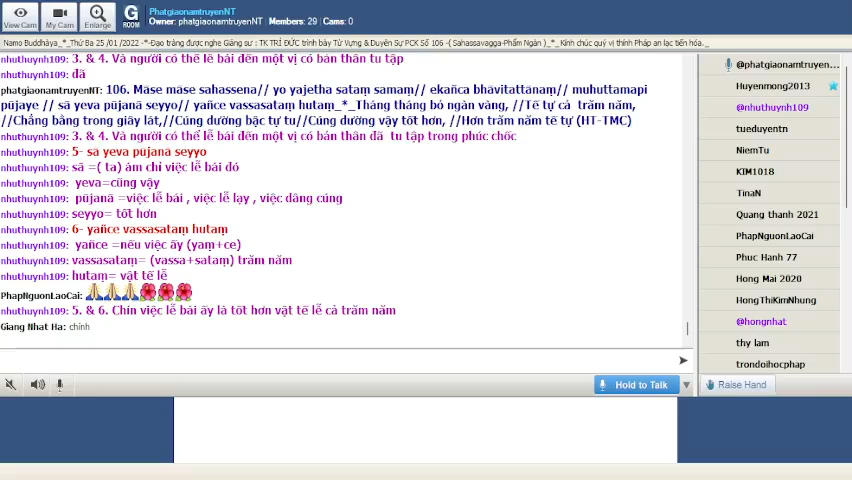 PhatgiaonamtruyenNT
Owner: phatgiaonamtruyenNT Members: 29 Cams: 0
View Cam My Cam Enlarge ROOM
Namo Buddhàya_*_Thứ Ba 25 /01 /2022 -*-Đạo tràng được nghe Giảng sư : TK TRÍ ĐỨC trình bày Từ Vựng & Duyên Sự PCK Số 106 -( Sahassavagga-Phẩm Ngàn )_*_Kính chúc quý vị thính Pháp an lạc tiến hóa._
nhuthuynh109: 3. & 4. Và người có thể lễ bái đến một vị có bản thân tu tập
nhuthuynh109: đã
phatgiaonamtruyenNT: 106. Māse māse sahassena// yo yajetha sataṃ samaṃ// ekañca bhāvitattānaṃ// muhuttamapi
pūjaye // sā yeva pūjanā seyyo// yañce vassasataṃ hutaṃ_*_Tháng tháng bỏ ngàn vàng, //Tế tự cả trăm năm,
//Chẳng bằng trong giây lát,//Cúng dường bậc tự tu//Cúng dường vậy tốt hơn, //Hơn trăm năm tế tự (HT-TMC)
nhuthuynh109: 3. & 4. Và người có thể lễ bái đến một vị có bản thân đã tu tập trong phúc chốc
nhuthuynh109: 5- sā yeva pūjanā seyyo
nhuthuynh109: sā =( ta) ám chỉ việc lễ bái đó
nhuthuynh109: yeva=cũng vậy
nhuthuynh109: pūjanā =việc lễ bái , việc lễ lạy , việc dâng cúng
nhuthuynh109: seyyo= tốt hơn
nhuthuynh109: 6- yañce vassasataṃ hutaṃ
nhuthuynh109: yañce =nếu việc ấy (yaṃ+ce)
nhuthuynh109: vassasataṃ= (vassa+sataṃ) trăm năm
nhuthuynh109: hutaṃ= vật tế lễ
PhapNguonLaoCai:
nhuthuynh109: 5. & 6. Chín việc lễ bái ấy là tốt hơn vật tế lễ cả trăm năm
Giang Nhat Ha: chính
Hold to Talk
@phatgiaonamtruyen...
Huyenmong2013
@nhuthuynh109
tueduyentn
NiemTu
KIM1018
TinaN
Quang thanh 2021
PhapNguonLaoCai
Phuc Hanh 77
Hong Mai 2020
HongThiKimNhung
@hongnhat
thy lam
trondoihocphap
Raise Hand